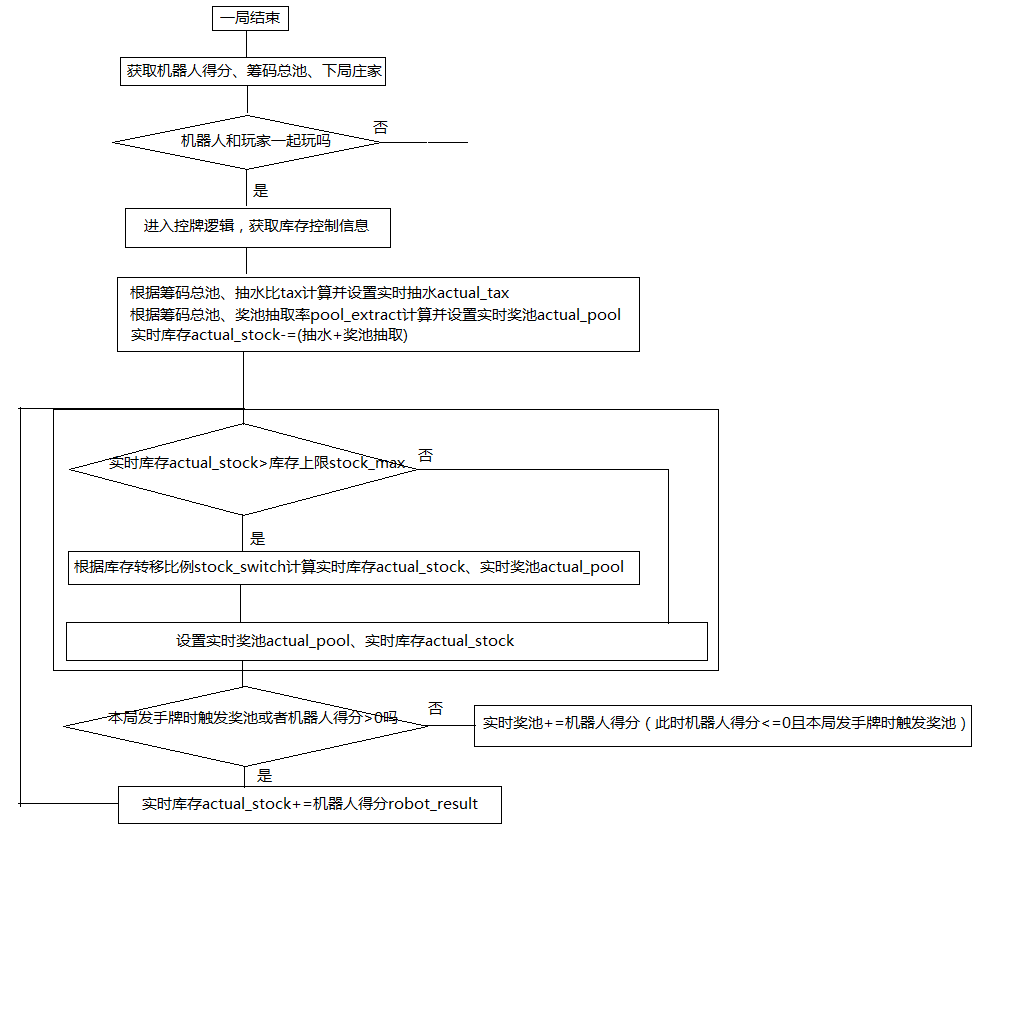 一局结束
获取机器人得分、筹码总池、下局庄家
机器人和玩家一起玩吗
否
是
进入控牌逻辑，获取库存控制信息
根据筹码总池、抽水比tax计算并设置实时抽水actual_tax
根据筹码总池、奖池抽取率pool_extract计算并设置实时奖池actual_pool
实时库存actual_stock-=(抽水+奖池抽取)
实时库存actual_stock>库存上限stock_max
否
是
根据库存转移比例stock_switch计算实时库存actual_stock、实时奖池actual_pool
设置实时奖池actual_pool、实时库存actual_stock
本局发手牌时触发奖池或者机器人得分>0吗
否
实时奖池+=机器人得分（此时机器人得分<=0且本局发手牌时触发奖池）
是
实时库存actual_stock+=机器人得分robot_result